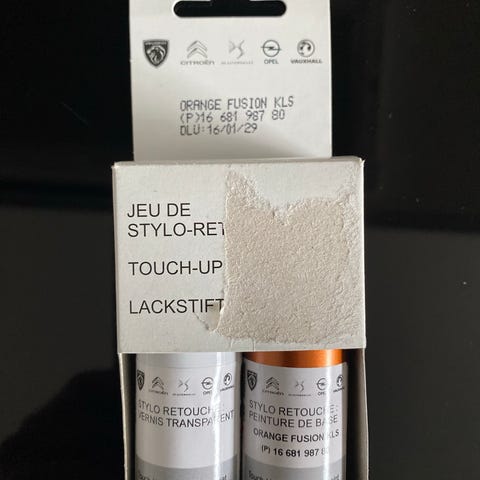 CITROËN
OPEL
VAUXHALL
ORANGE FUSION KLS
(P)16 681 987 80
DLU:16/01/29
JEU DE
STYLO-RET
TOUCH-UP
LACKSTIFT
STYLO RETOUCHE
VERNIS TRANSPARENT
STYLO RETOUCHE:
PEINTURE DE BASE
ORANGE FUSION KLS
(P) 16 681 987 80